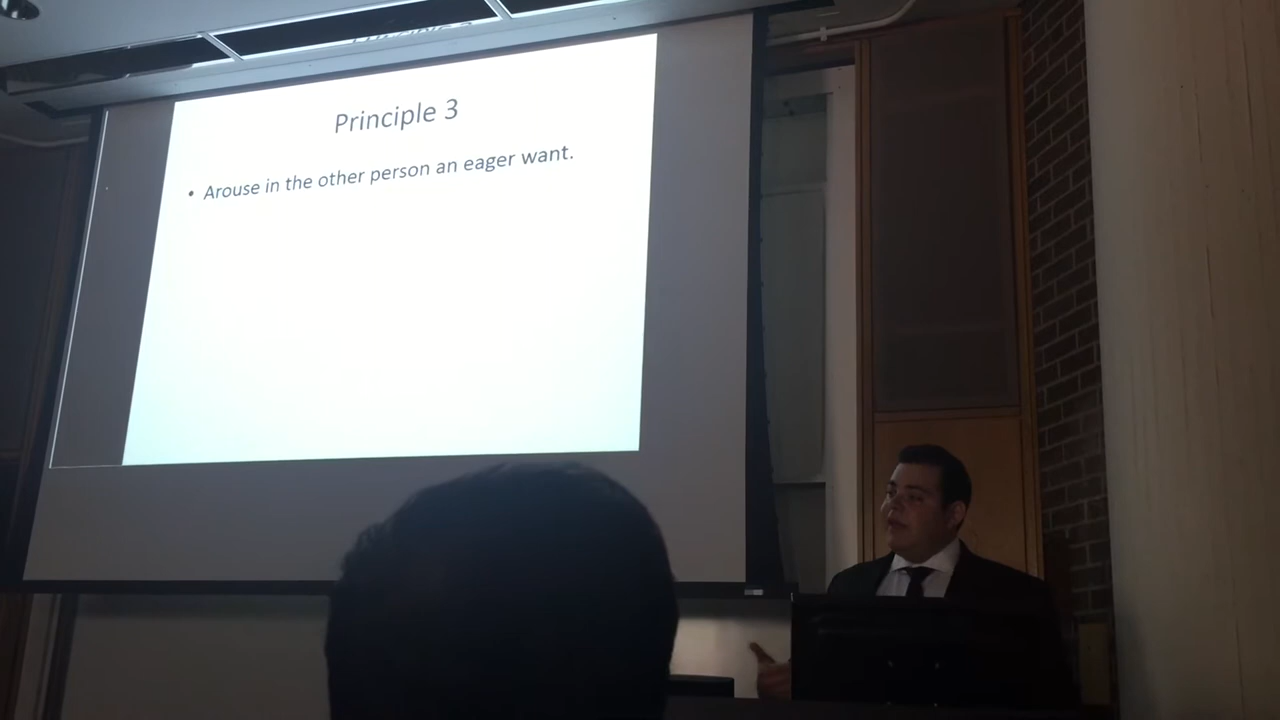 Principle 3
• Arouse in the other person an eager want.